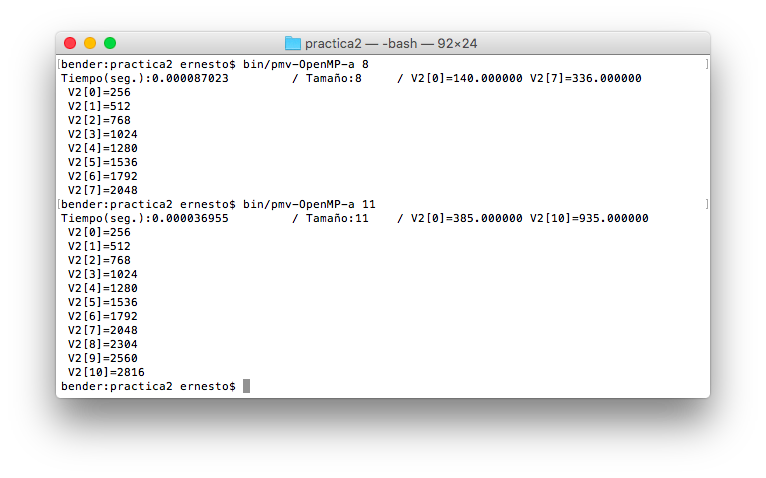 practica2 — -bash — 92×24
[bender:practica2 ernesto$ bin/pmv-OpenMP-a 8 ]
Tiempo(seg.):0.000087023 / Tamaño:8 / V2[0]=140.000000 V2[7]=336.000000
V2[0]=256
V2[1]=512
V2[2]=768
V2[3]=1024
V2[4]=1280
V2[5]=1536
V2[6]=1792
V2[7]=2048
[bender:practica2 ernesto$ bin/pmv-OpenMP-a 11 ]
Tiempo(seg.):0.000036955 / Tamaño:11 / V2[0]=385.000000 V2[10]=935.000000
V2[0]=256
V2[1]=512
V2[2]=768
V2[3]=1024
V2[4]=1280
V2[5]=1536
V2[6]=1792
V2[7]=2048
V2[8]=2304
V2[9]=2560
V2[10]=2816
bender:practica2 ernesto$